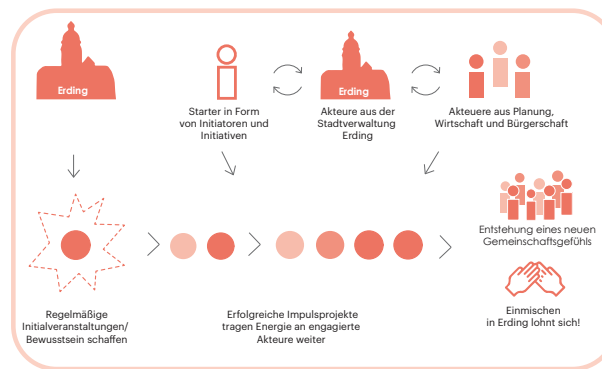 Erding
Starter in Form
von Initiatoren und
Initiativen
Erding
Akteure aus der
Stadtverwaltung
Erding
Akteuere aus Planung,
Wirtschaft und Bürgerschaft
Regelmäßige
Initialveranstaltungen/
Bewusstsein schaffen
Erfolgreiche Impulsprojekte
tragen Energie an engagierte
Akteure weiter
Entstehung eines neuen
Gemeinschaftsgefühls
Einmischen
in Erding lohnt sich!